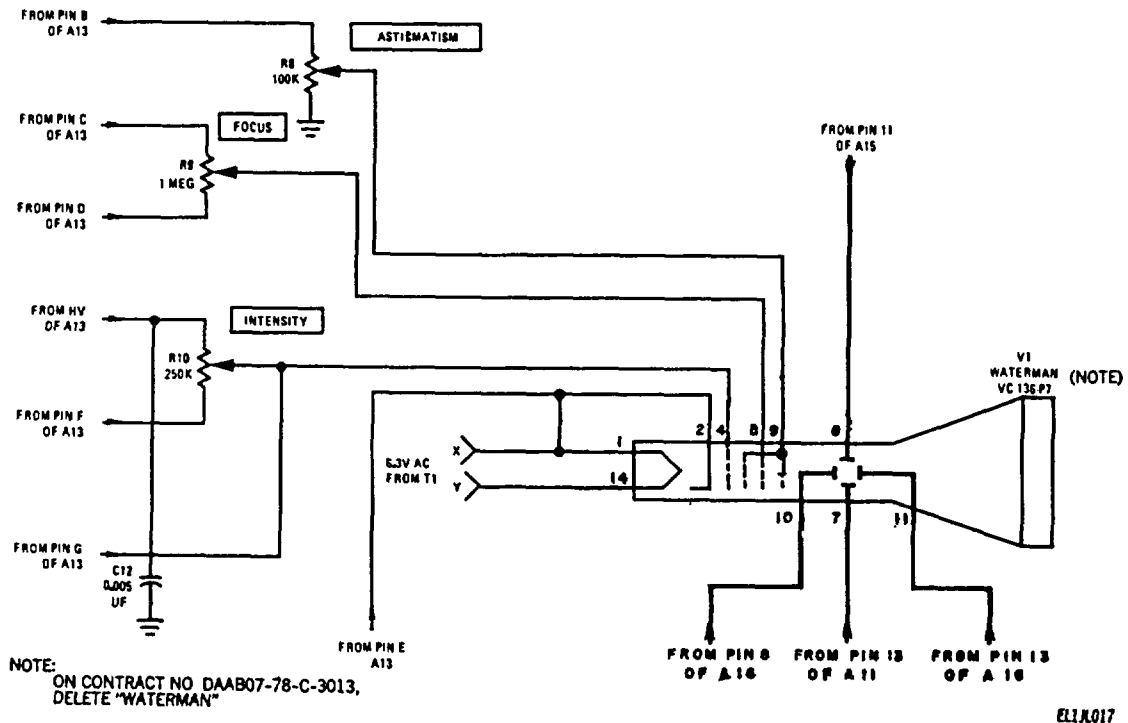 FROM PIN B
OF A13
ASTIGMATISM
R8
100K
FROM PIN C
OF A13
FOCUS
R9
1 MEG
FROM PIN D
OF A13
FROM PIN 11
OF A15
FROM HV
OF A13
INTENSITY
R10
250K
FROM PIN F
OF A13
V1
WATERMAN
VC 136-P7
(NOTE)
X
Y
6.3V AC
FROM T1
1
14
2
4
8
9
6
10
7
11
FROM PIN G
OF A13
C12
0.005
UF
FROM PIN E
A13
FROM PIN 8
OF A16
FROM PIN 13
OF A11
FROM PIN 13
OF A16
NOTE:
ON CONTRACT NO DAAB07-78-C-3013,
DELETE "WATERMAN"
EL1JL017